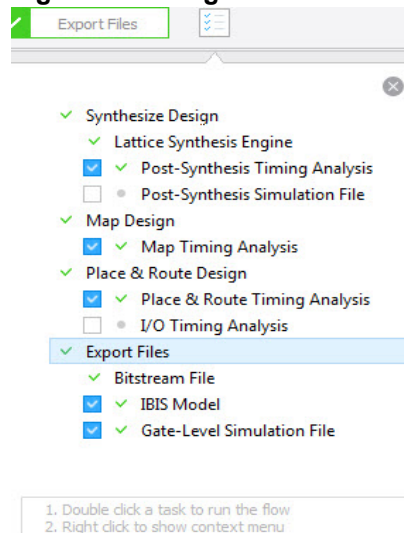 Export Files
Synthesize Design
Lattice Synthesis Engine
Post-Synthesis Timing Analysis
Post-Synthesis Simulation File
Map Design
Map Timing Analysis
Place & Route Design
Place & Route Timing Analysis
I/O Timing Analysis
Export Files
Bitstream File
IBIS Model
Gate-Level Simulation File
1. Double click a task to run the flow
2. Right click to show context menu